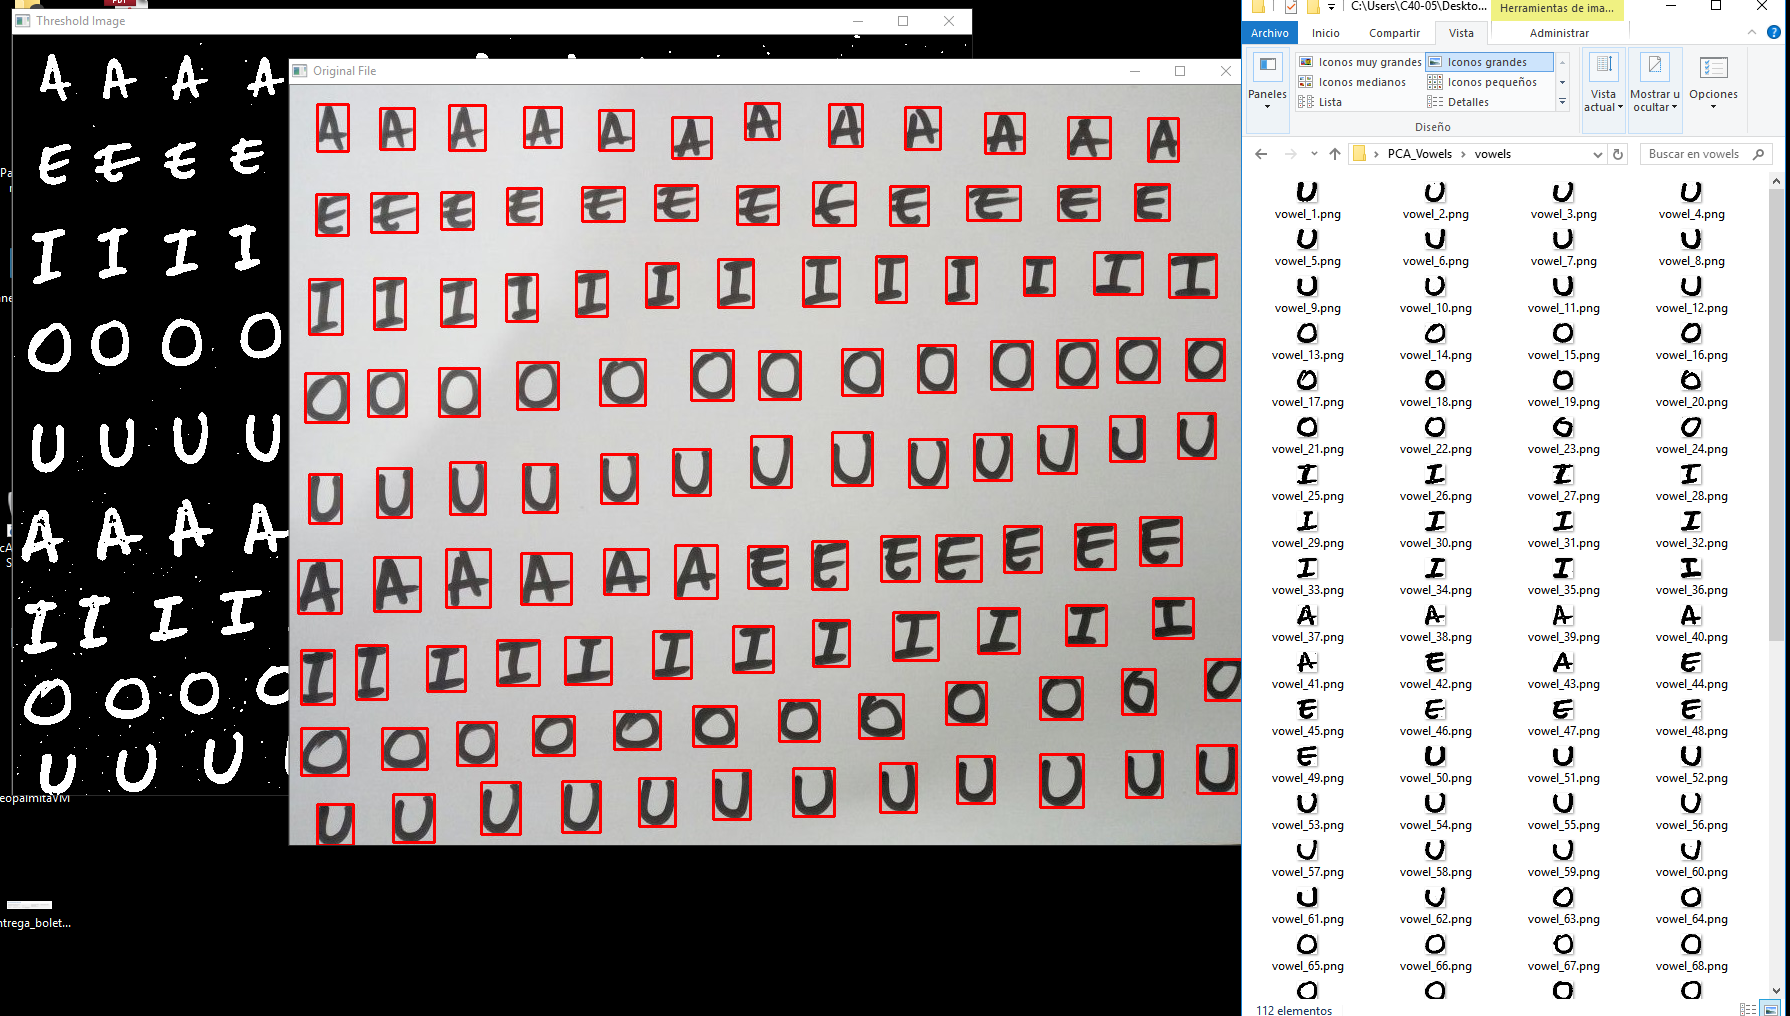 Threshold Image
A A A A
E E E E
I I I I
O O O O
U U U U
A A A A
I I I I
O O O O
U U U
Original File
A A A A A A A A A A A A
E E E E E E E E E E E E
I I I I I I I I I I I I I
O O O O O O O O O O O O O
U U U U U U U U U U U U U
A A A A A A E E E E E E E
I I I I I I I I I I I I
O O O O O O O O O O O O
U U U U U U U U U U U U
eopalmitaVM
ntrega_bolet...
C:\Users\C40-05\Deskto... Herramientas de ima...
Archivo Inicio Compartir Vista Administrar
Paneles
Iconos muy grandes Iconos grandes
Iconos medianos Iconos pequeños
Lista Detalles
Diseño
Vista actual
Mostrar u ocultar
Opciones
PCA_Vowels > vowels
Buscar en vowels
U U U U
vowel_1.png vowel_2.png vowel_3.png vowel_4.png
U U U U
vowel_5.png vowel_6.png vowel_7.png vowel_8.png
U U U U
vowel_9.png vowel_10.png vowel_11.png vowel_12.png
O O O O
vowel_13.png vowel_14.png vowel_15.png vowel_16.png
O O O O
vowel_17.png vowel_18.png vowel_19.png vowel_20.png
O O O O
vowel_21.png vowel_22.png vowel_23.png vowel_24.png
I I I I
vowel_25.png vowel_26.png vowel_27.png vowel_28.png
I I I I
vowel_29.png vowel_30.png vowel_31.png vowel_32.png
I I I I
vowel_33.png vowel_34.png vowel_35.png vowel_36.png
A A A A
vowel_37.png vowel_38.png vowel_39.png vowel_40.png
A E A E
vowel_41.png vowel_42.png vowel_43.png vowel_44.png
E E E E
vowel_45.png vowel_46.png vowel_47.png vowel_48.png
E U U U
vowel_49.png vowel_50.png vowel_51.png vowel_52.png
U U U U
vowel_53.png vowel_54.png vowel_55.png vowel_56.png
U U U U
vowel_57.png vowel_58.png vowel_59.png vowel_60.png
U U O O
vowel_61.png vowel_62.png vowel_63.png vowel_64.png
O O O O
vowel_65.png vowel_66.png vowel_67.png vowel_68.png
O O O O
112 elementos